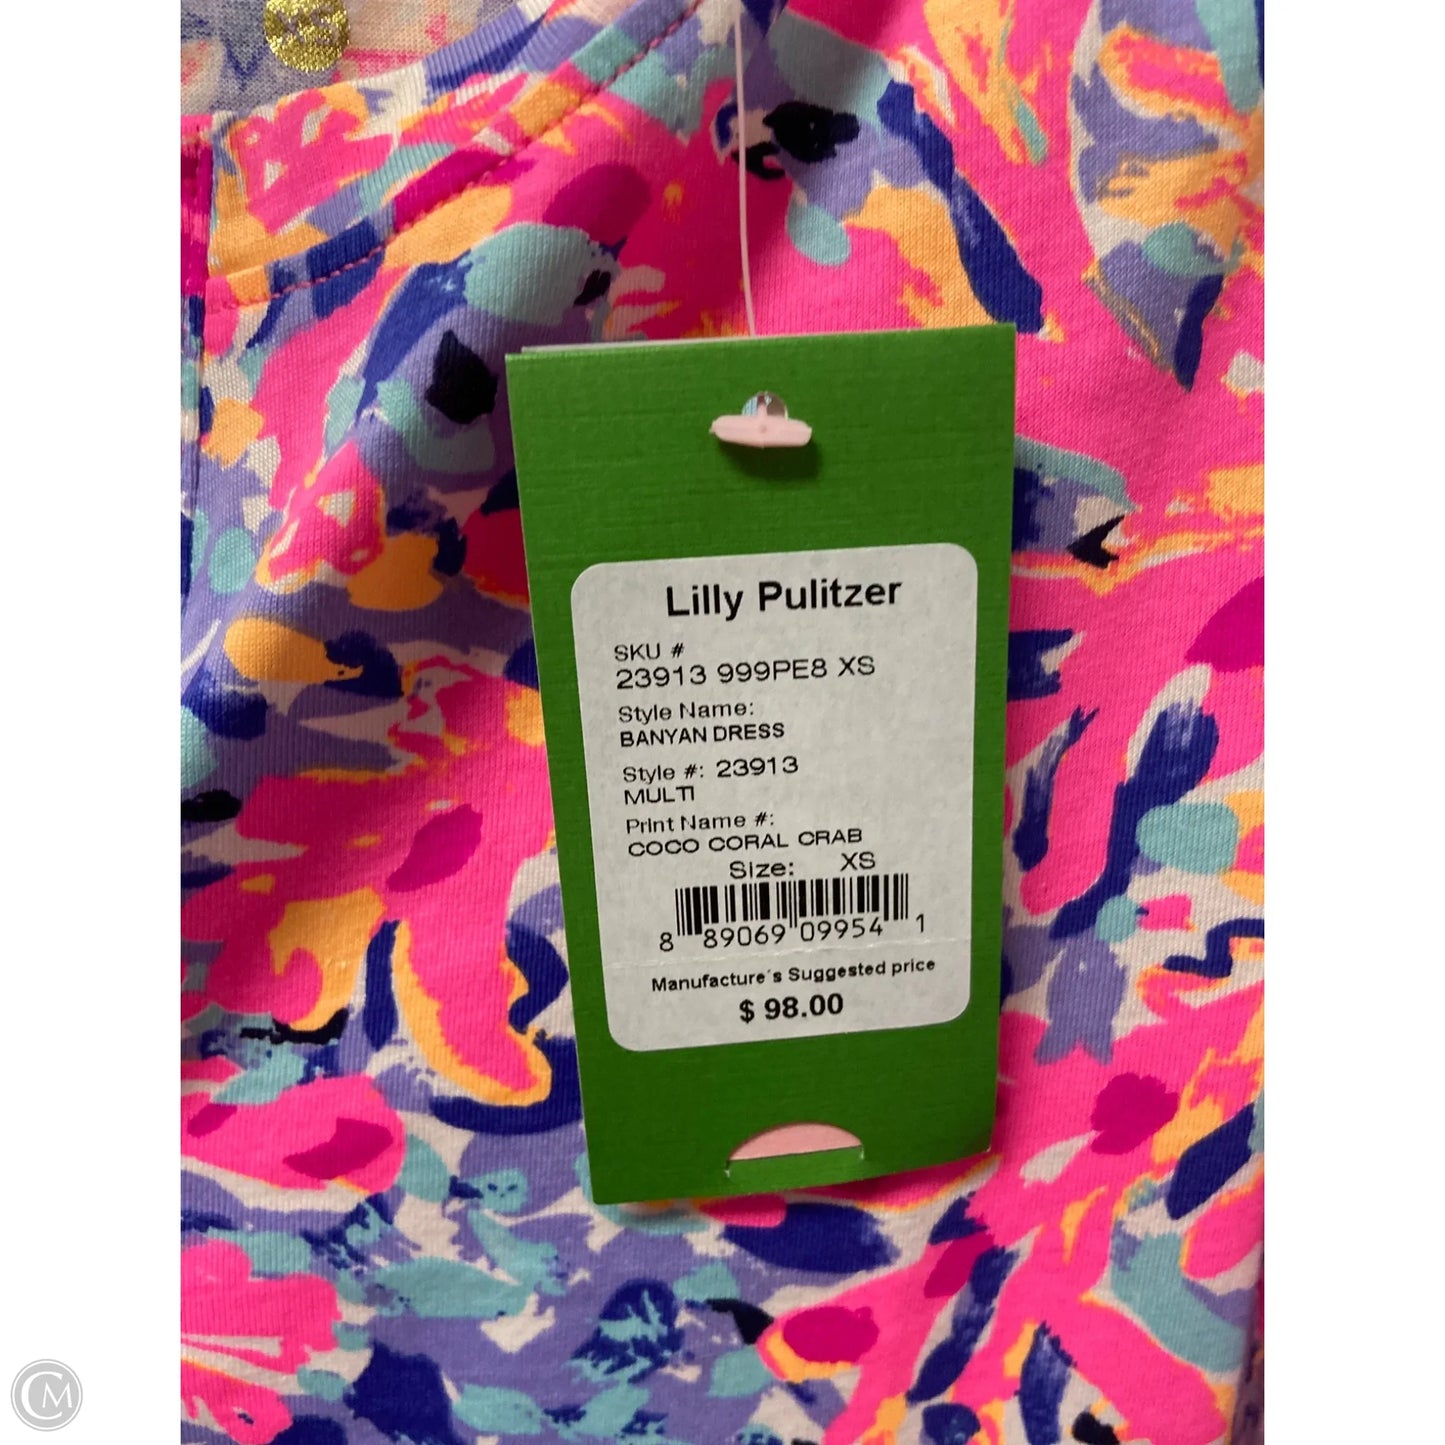 XS
Lilly Pulitzer
SKU #
23913 999PE8 XS
Style Name:
BANYAN DRESS
Style #: 23913
MULTI
Print Name #:
COCO CORAL CRAB
Size: XS
8 89069 09954 1
Manufacture's Suggested price
$ 98.00
CM